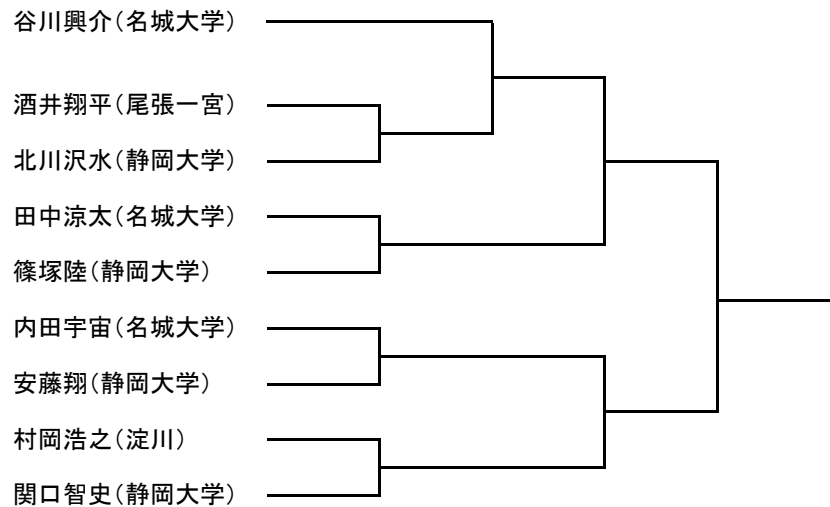 谷川興介（名城大学）
酒井翔平（尾張一宮）
北川沢水（静岡大学）
田中涼太（名城大学）
篠塚陸（静岡大学）
内田宇宙（名城大学）
安藤翔（静岡大学）
村岡浩之（淀川）
関口智史（静岡大学）